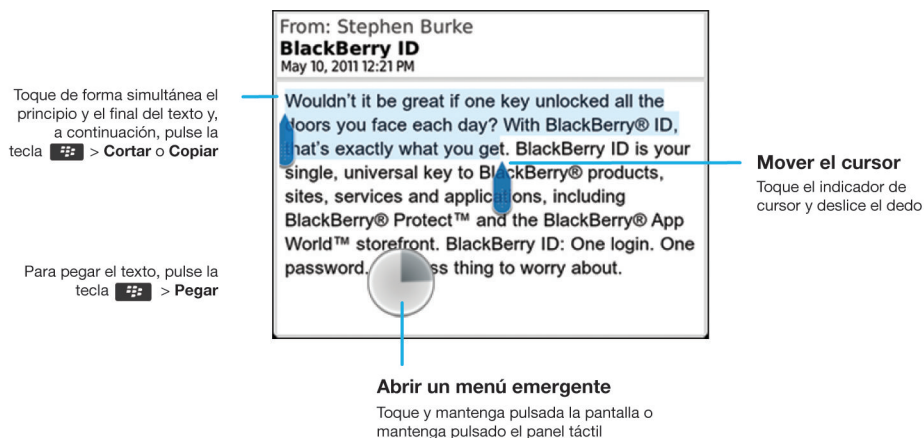 From: Stephen Burke
BlackBerry ID
May 10, 2011 12:21 PM
Toque de forma simultánea el
principio y el final del texto y,
a continuación, pulse la
tecla > Cortar o Copiar
Wouldn't it be great if one key unlocked all the
doors you face each day? With BlackBerry® ID,
that's exactly what you get. BlackBerry ID is your
single, universal key to BlackBerry® products,
sites, services and applications, including
BlackBerry® Protect™ and the BlackBerry® App
World™ storefront. BlackBerry ID: One login. One
password. thing to worry about.
Mover el cursor
Toque el indicador de
cursor y deslice el dedo
Para pegar el texto, pulse la
tecla > Pegar
Abrir un menú emergente
Toque y mantenga pulsada la pantalla o
mantenga pulsado el panel táctil